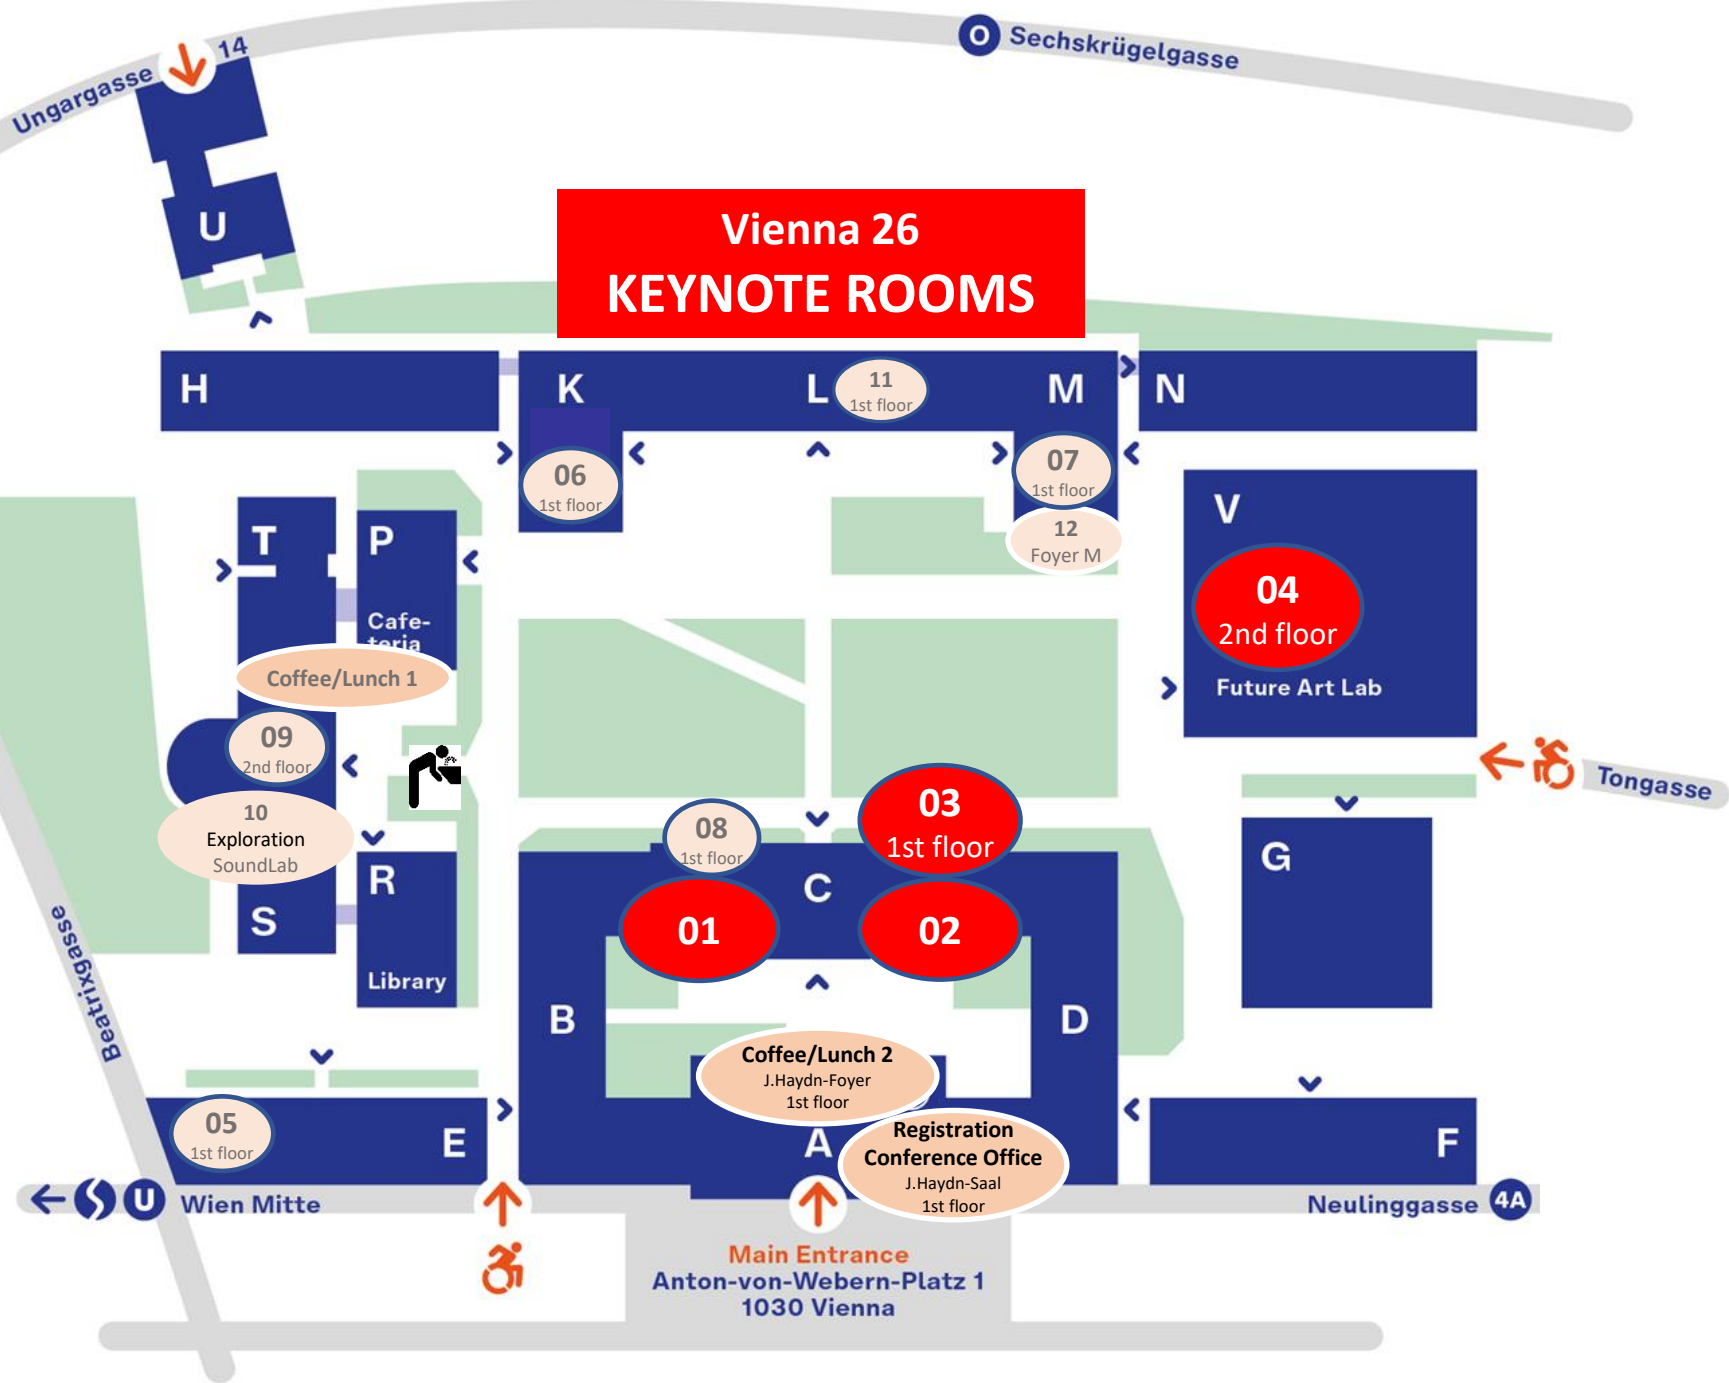 14
Ungargasse
O Sechskrügelgasse
U
Vienna 26
KEYNOTE ROOMS
H
K
L
11
1st floor
M
N
06
1st floor
07
1st floor
12
Foyer M
V
04
2nd floor
Future Art Lab
T
P
Cafe-
teria
Coffee/Lunch 1
09
2nd floor
10
Exploration
SoundLab
S
R
Library
Tongasse
03
1st floor
08
1st floor
C
01
02
G
B
D
Beatrixgasse
Coffee/Lunch 2
J.Haydn-Foyer
1st floor
05
1st floor
E
A
Registration
Conference Office
J.Haydn-Saal
1st floor
F
S U Wien Mitte
Neulinggasse 4A
Main Entrance
Anton-von-Webern-Platz 1
1030 Vienna